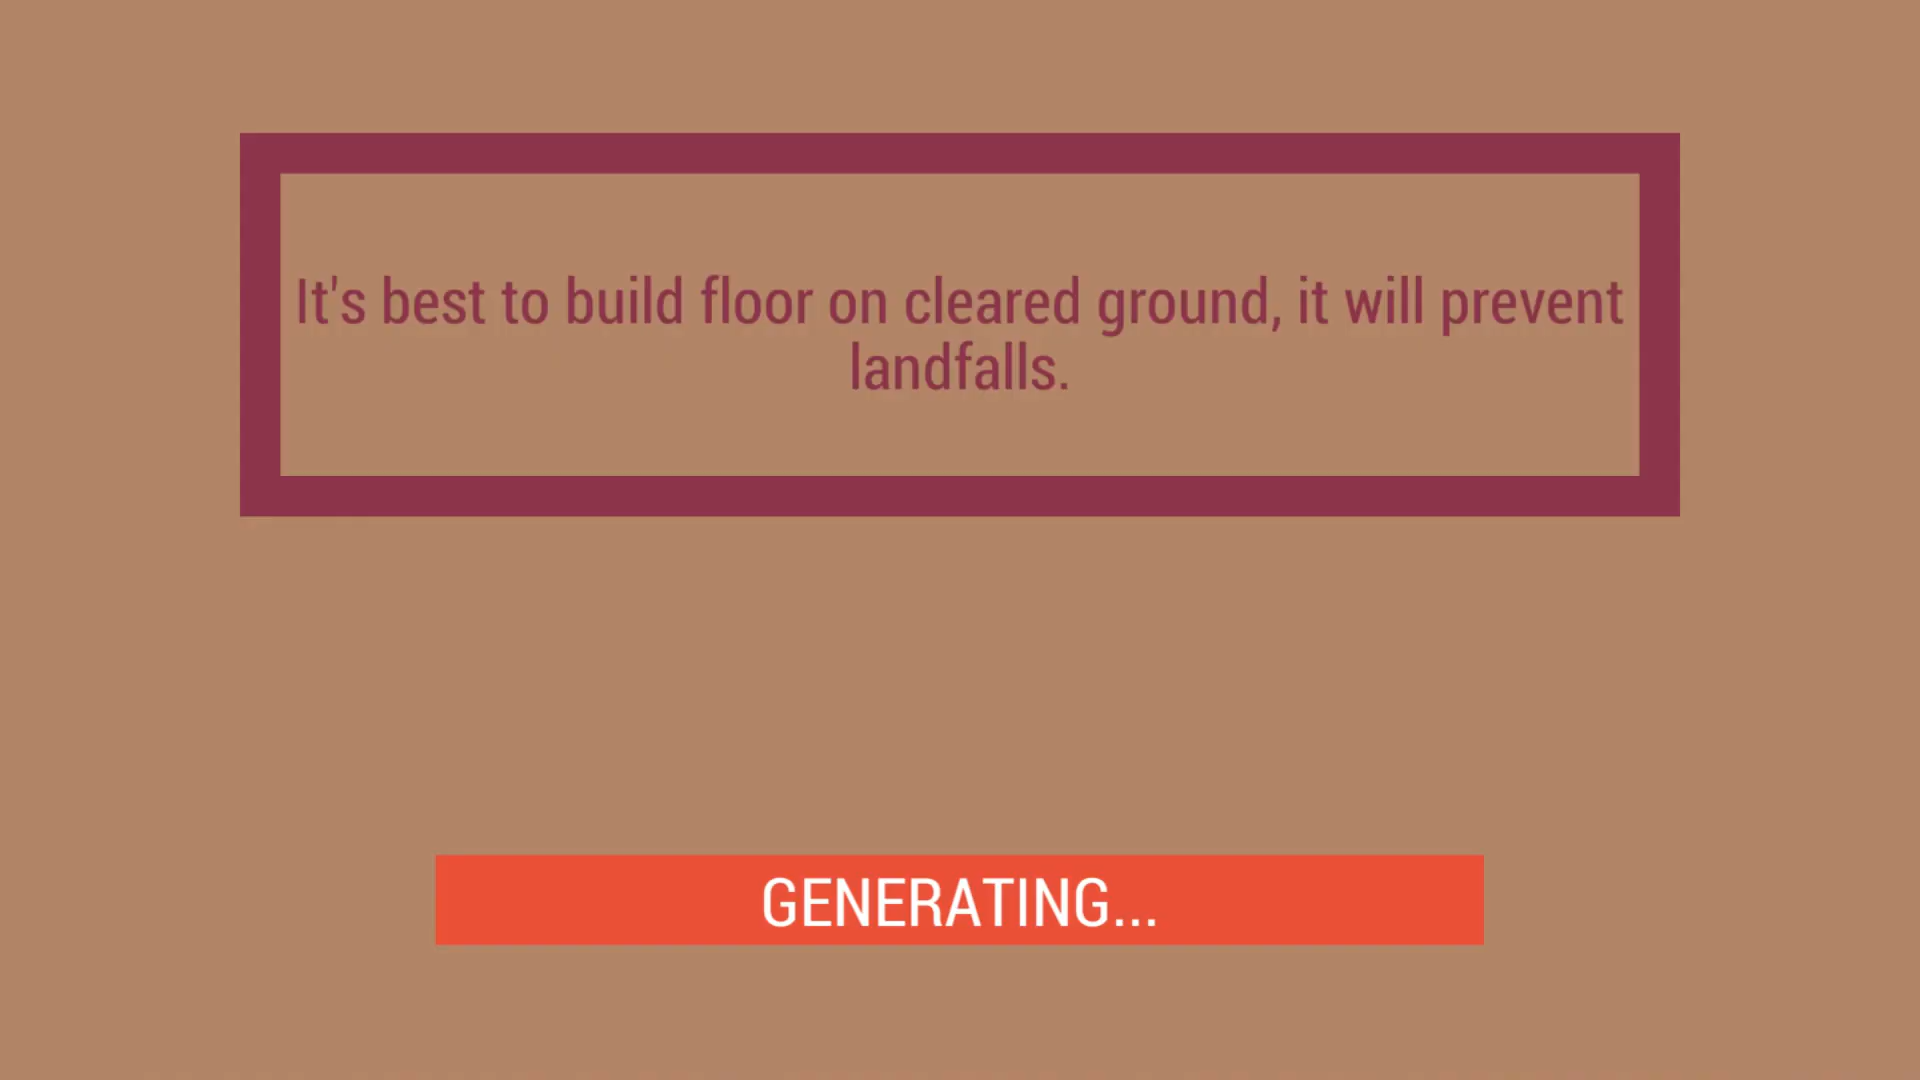 It's best to build floor on cleared ground, it will prevent
landfalls.
GENERATING...